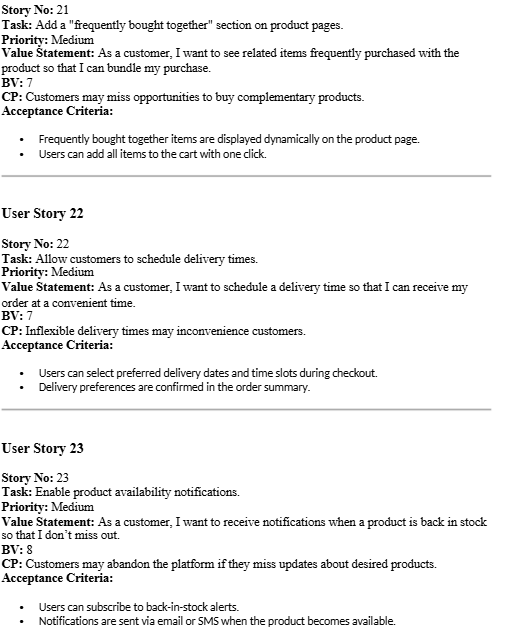 Story No: 21
Task: Add a "frequently bought together" section on product pages.
Priority: Medium
Value Statement: As a customer, I want to see related items frequently purchased with the
product so that I can bundle my purchase.
BV: 7
CP: Customers may miss opportunities to buy complementary products.
Acceptance Criteria:
• Frequently bought together items are displayed dynamically on the product page.
• Users can add all items to the cart with one click.
User Story 22
Story No: 22
Task: Allow customers to schedule delivery times.
Priority: Medium
Value Statement: As a customer, I want to schedule a delivery time so that I can receive my
order at a convenient time.
BV: 7
CP: Inflexible delivery times may inconvenience customers.
Acceptance Criteria:
• Users can select preferred delivery dates and time slots during checkout.
• Delivery preferences are confirmed in the order summary.
User Story 23
Story No: 23
Task: Enable product availability notifications.
Priority: Medium
Value Statement: As a customer, I want to receive notifications when a product is back in stock
so that I don’t miss out.
BV: 8
CP: Customers may abandon the platform if they miss updates about desired products.
Acceptance Criteria:
• Users can subscribe to back-in-stock alerts.
• Notifications are sent via email or SMS when the product becomes available.